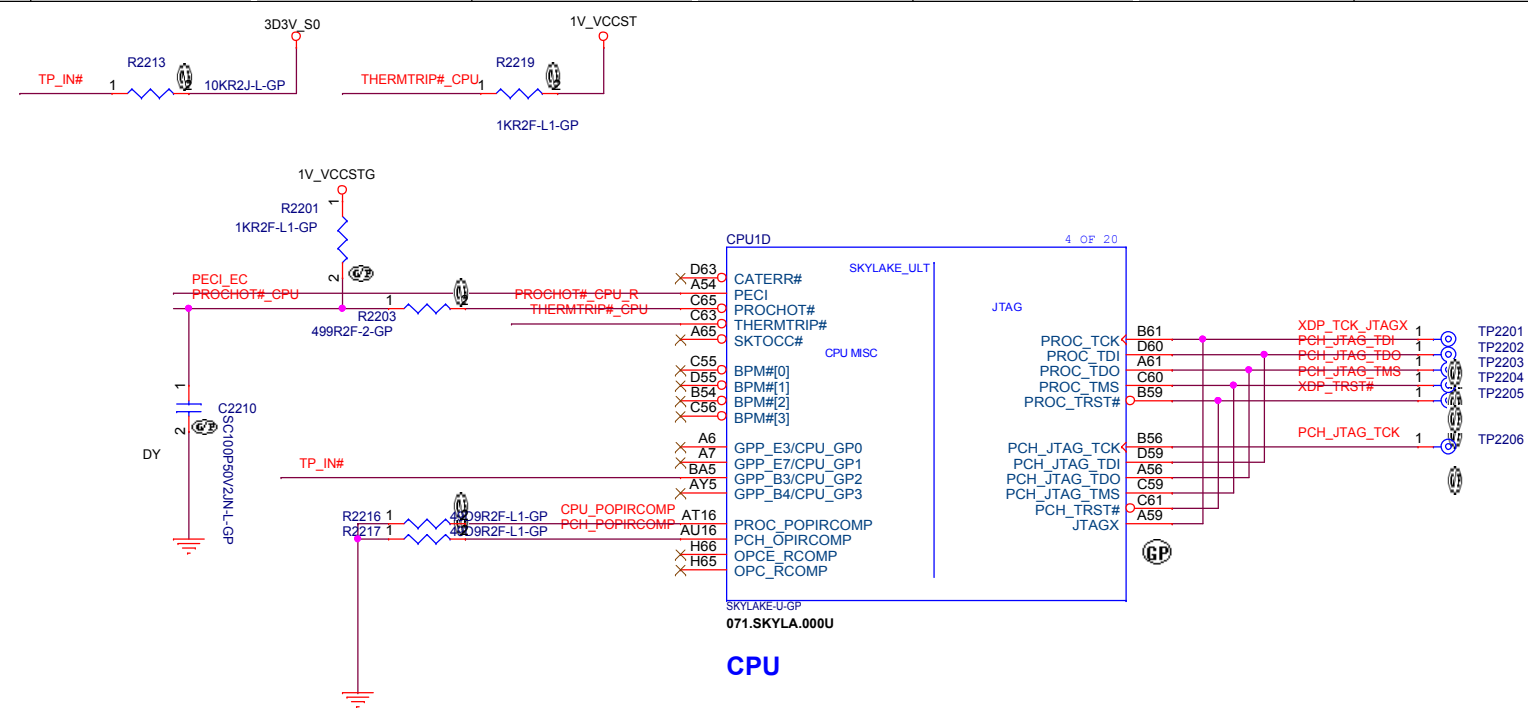 3D3V_S0
1V_VCCST
R2213
R2219
TP_IN#
1
2
10KR2J-L-GP
THERMTRIP#_CPU
1
2
1KR2F-L1-GP
1V_VCCSTG
1
R2201
1KR2F-L1-GP
2
G/P
PECI_EC
PROCHOT#_CPU
1
2
R2203
499R2F-2-GP
PROCHOT#_CPU_R
THERMTRIP#_CPU
1
C2210
2
G/P
SC100P50V2JN-L-GP
DY
TP_IN#
R2216
1
49D9R2F-L1-GP
CPU_POPIRCOMP
R2217
1
49D9R2F-L1-GP
PCH_POPIRCOMP
CPU1D
4 OF 20
SKYLAKE_ULT
D63
CATERR#
A54
PECI
C65
PROCHOT#
C63
THERMTRIP#
A65
SKTOCC#
CPU MISC
JTAG
C55
BPM#[0]
D55
BPM#[1]
B54
BPM#[2]
C56
BPM#[3]
A6
GPP_E3/CPU_GP0
A7
GPP_E7/CPU_GP1
BA5
GPP_B3/CPU_GP2
AY5
GPP_B4/CPU_GP3
AT16
PROC_POPIRCOMP
AU16
PCH_OPIRCOMP
H66
OPCE_RCOMP
H65
OPC_RCOMP
PROC_TCK
B61
XDP_TCK_JTAGX
1
TP2201
PROC_TDI
D60
PCH_JTAG_TDI
1
TP2202
PROC_TDO
A61
PCH_JTAG_TDO
1
TP2203
PROC_TMS
C60
PCH_JTAG_TMS
1
TP2204
PROC_TRST#
B59
XDP_TRST#
1
TP2205
PCH_JTAG_TCK
B56
PCH_JTAG_TCK
1
TP2206
PCH_JTAG_TDI
D59
PCH_JTAG_TDO
A56
PCH_JTAG_TMS
C59
PCH_TRST#
C61
JTAGX
A59
GP
SKYLAKE-U-GP
071.SKYLA.000U
CPU